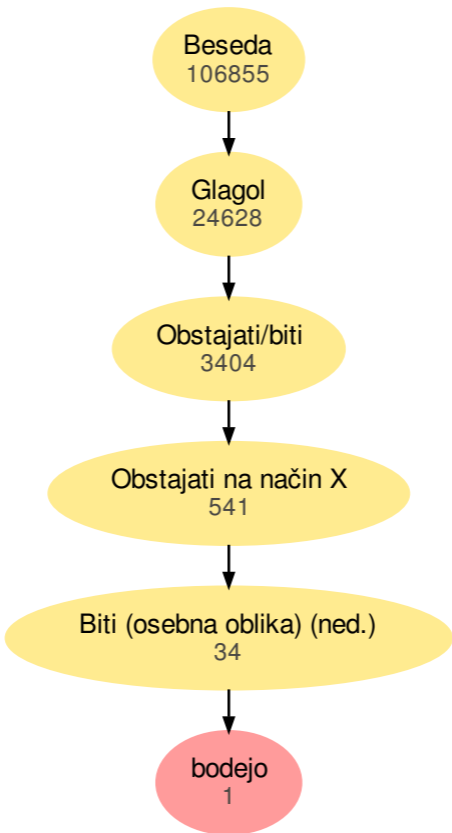 Beseda
106855
Glagol
24628
Obstajati/biti
3404
Obstajati na način X
541
Biti (osebna oblika) (ned.)
34
bodejo
1